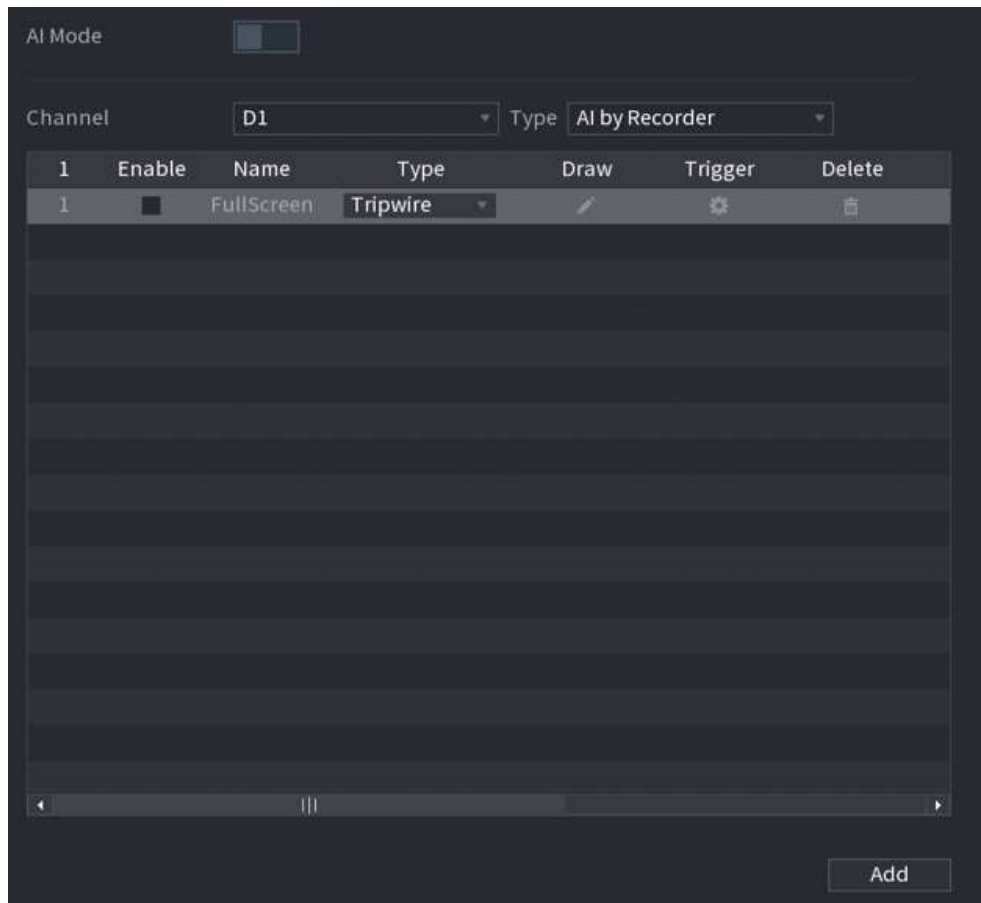 AI Mode
Channel D1 Type AI by Recorder
1 Enable Name Type Draw Trigger Delete
1 FullScreen Tripwire
Add